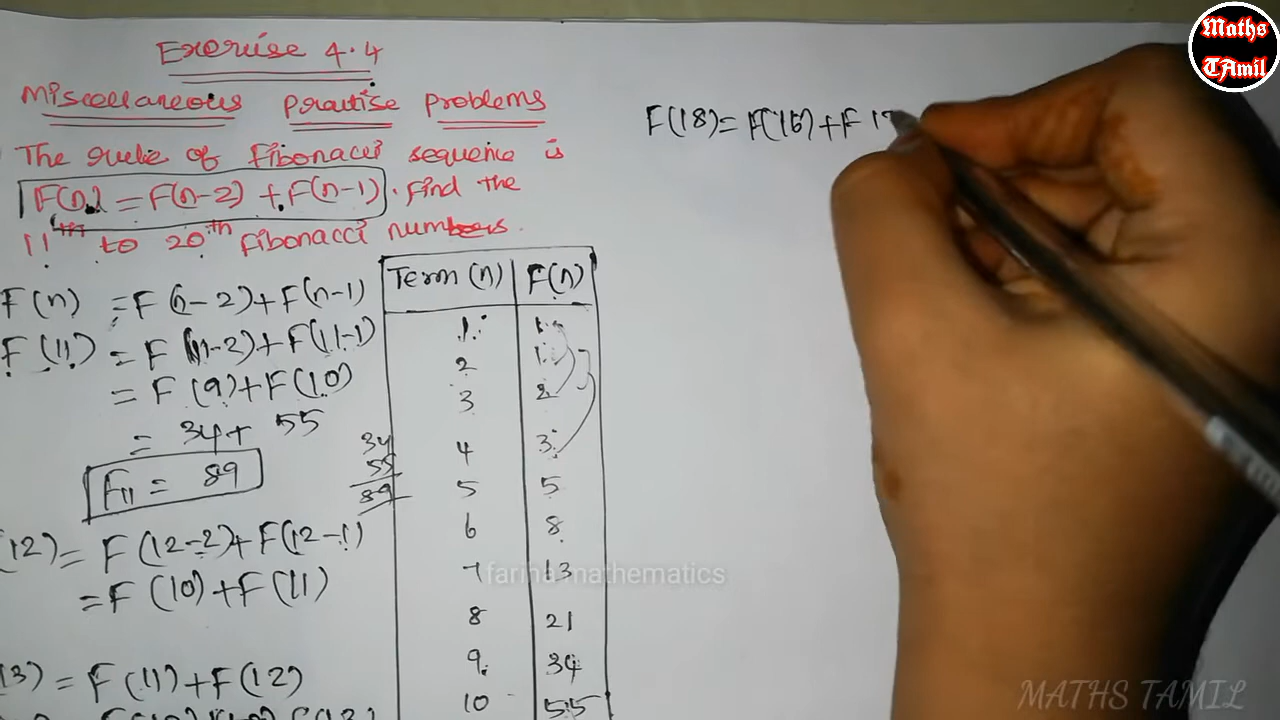 Exercise 4.4
Miscellaneous Practise problems
The rule of Fibonacci sequence is
F(n) = F(n-2) + F(n-1). Find the
11th to 20th Fibonacci numbers.
F(n) = F(n-2)+F(n-1)
F(11) = F(11-2)+F(11-1)
= F(9)+F(10)
= 34+ 55
F11 = 89
34
55
89
(12)= F(12-2)+F(12-1)
=F(10)+F(11)
13) = F(11)+F(12)
Term (n) F(n)
1 1
2 1
3 2
4 3
5 5
6 8
7 13
8 21
9 34
10 55
F(18)= F(16)+F 17
fariha mathematics
Maths
TAmil
MATHS TAMIL